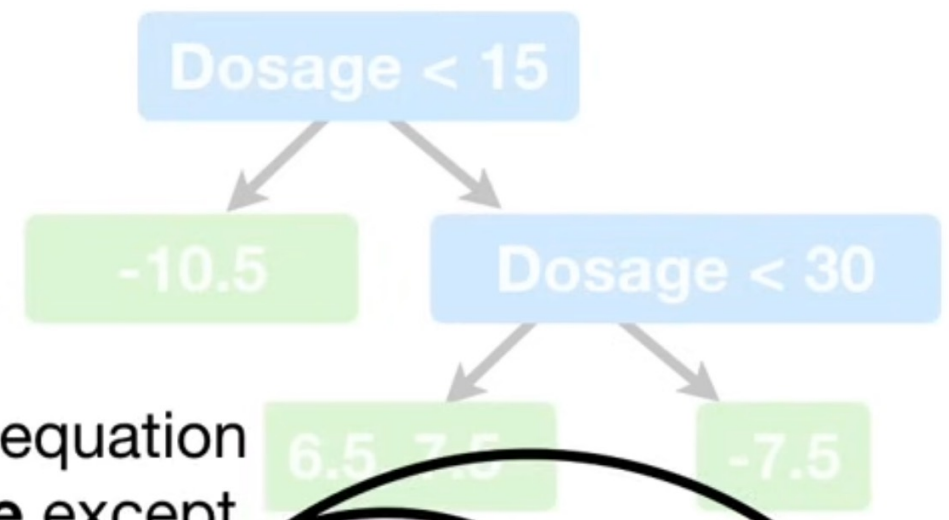 Dosage < 15
-10.5
Dosage < 30
equation
6.5, 7.5
-7.5
e except